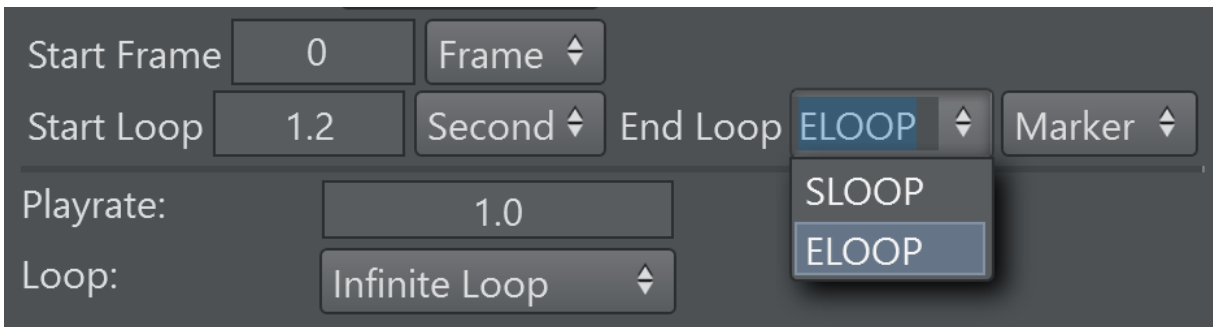 Start Frame 0 Frame
Start Loop 1.2 Second End Loop ELOOP Marker
SLOOP
Playrate: 1.0
ELOOP
Loop: Infinite Loop